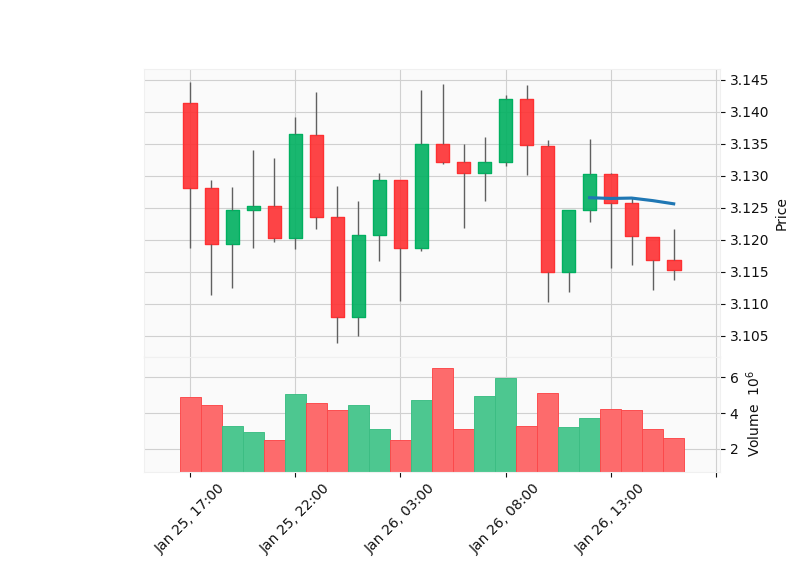 3.145
3.140
3.135
3.130
3.125
3.120
3.115
3.110
3.105
Price
6
4
2
Volume 10⁶
Jan 25, 17:00
Jan 25, 22:00
Jan 26, 03:00
Jan 26, 08:00
Jan 26, 13:00